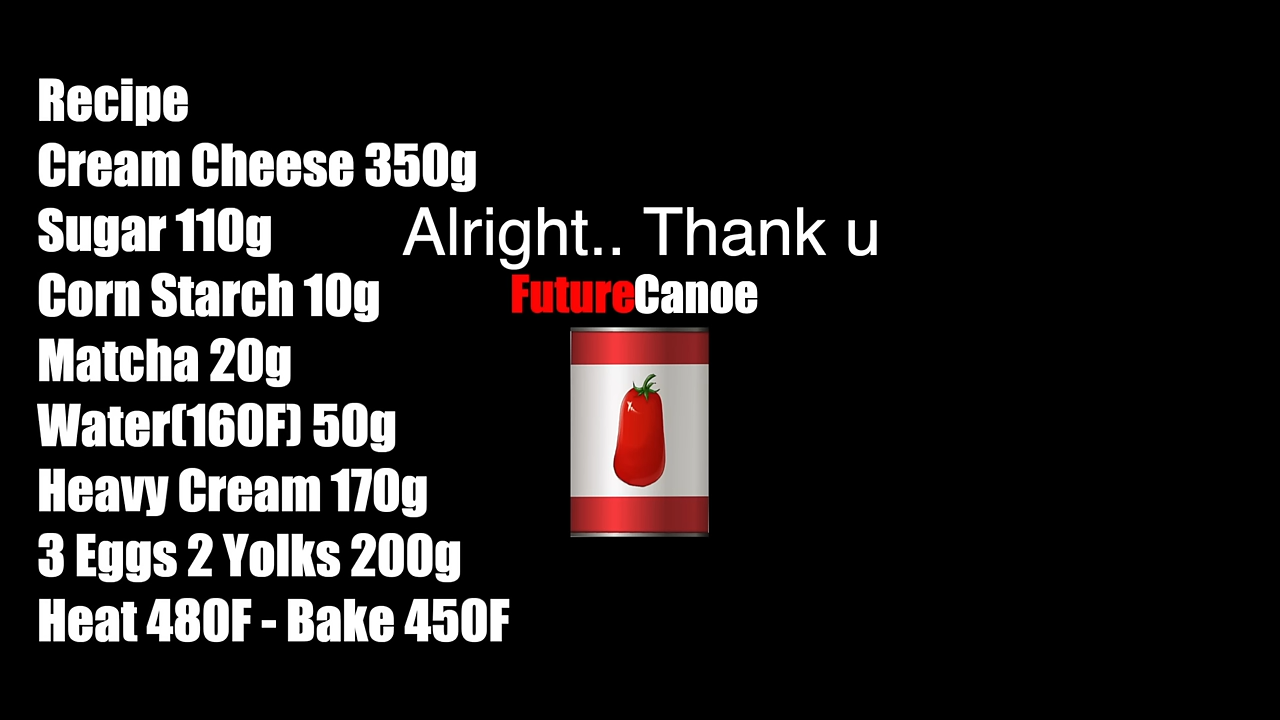 Recipe
Cream Cheese 350g
Sugar 110g
Corn Starch 10g
Matcha 20g
Water(160F) 50g
Heavy Cream 170g
3 Eggs 2 Yolks 200g
Heat 480F - Bake 450F
Alright.. Thank u
FutureCanoe